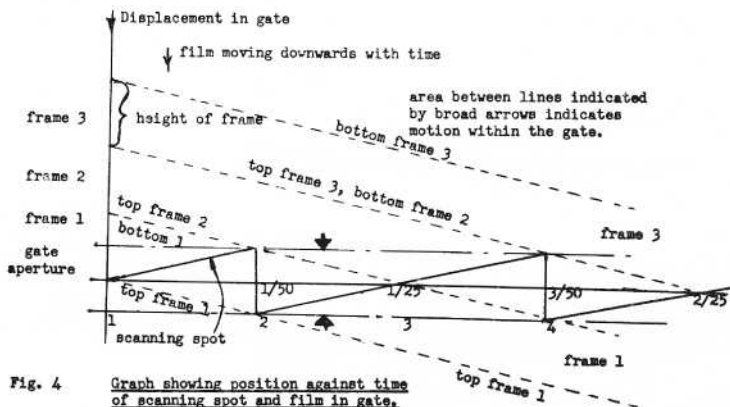 Displacement in gate
film moving downwards with time
area between lines indicated
by broad arrows indicates
motion within the gate.
frame 3
height of frame
bottom frame 3
frame 2
top frame 3, bottom frame 2
frame 1
top frame 2
bottom 1
frame 3
gate
aperture
1/50
1/25
3/50
2/25
top frame 1
1
2
3
4
scanning spot
frame 1
top frame 1
Fig. 4
Graph showing position against time
of scanning spot and film in gate.